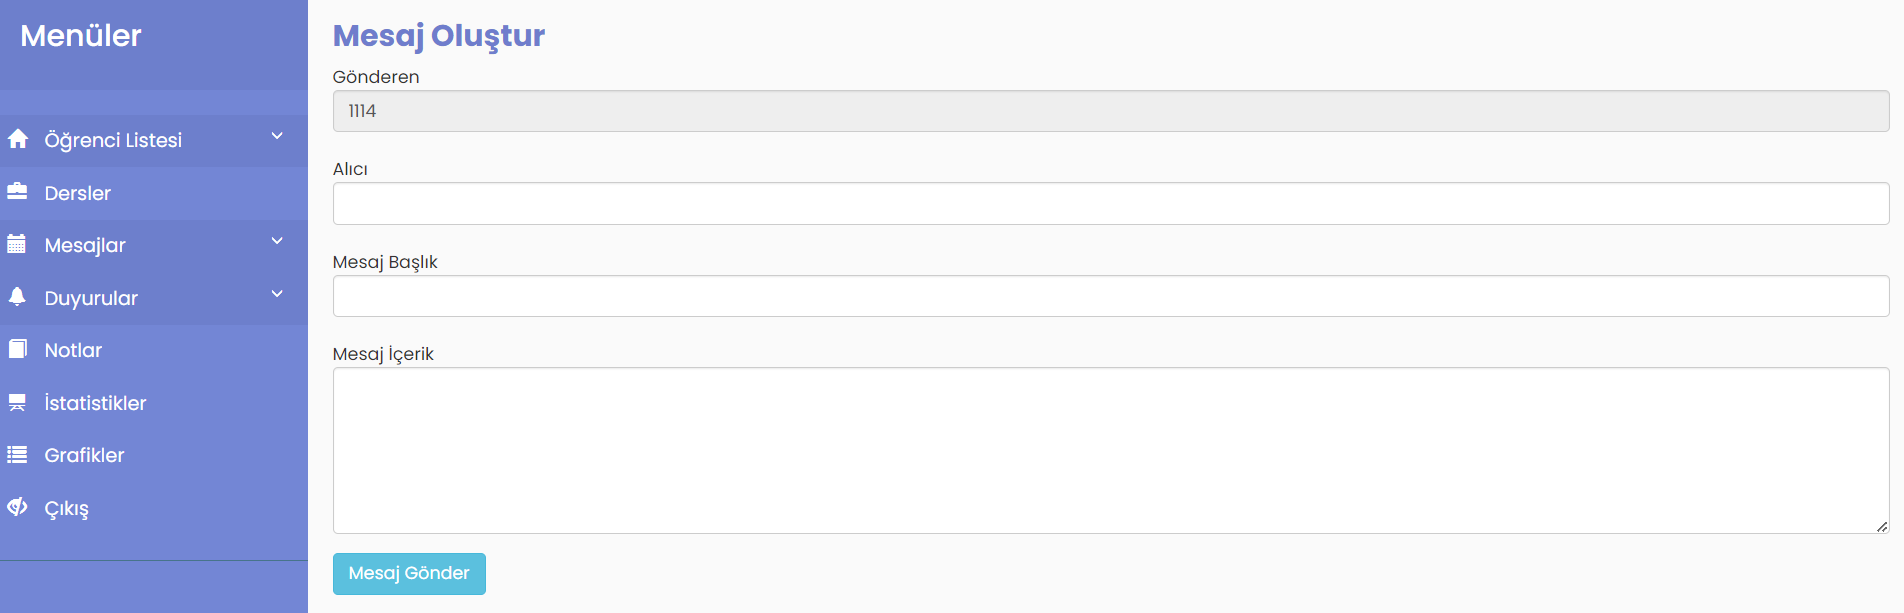 Menüler
Öğrenci Listesi
Dersler
Mesajlar
Duyurular
Notlar
İstatistikler
Grafikler
Çıkış
Mesaj Oluştur
Gönderen
1114
Alıcı
Mesaj Başlık
Mesaj İçerik
Mesaj Gönder